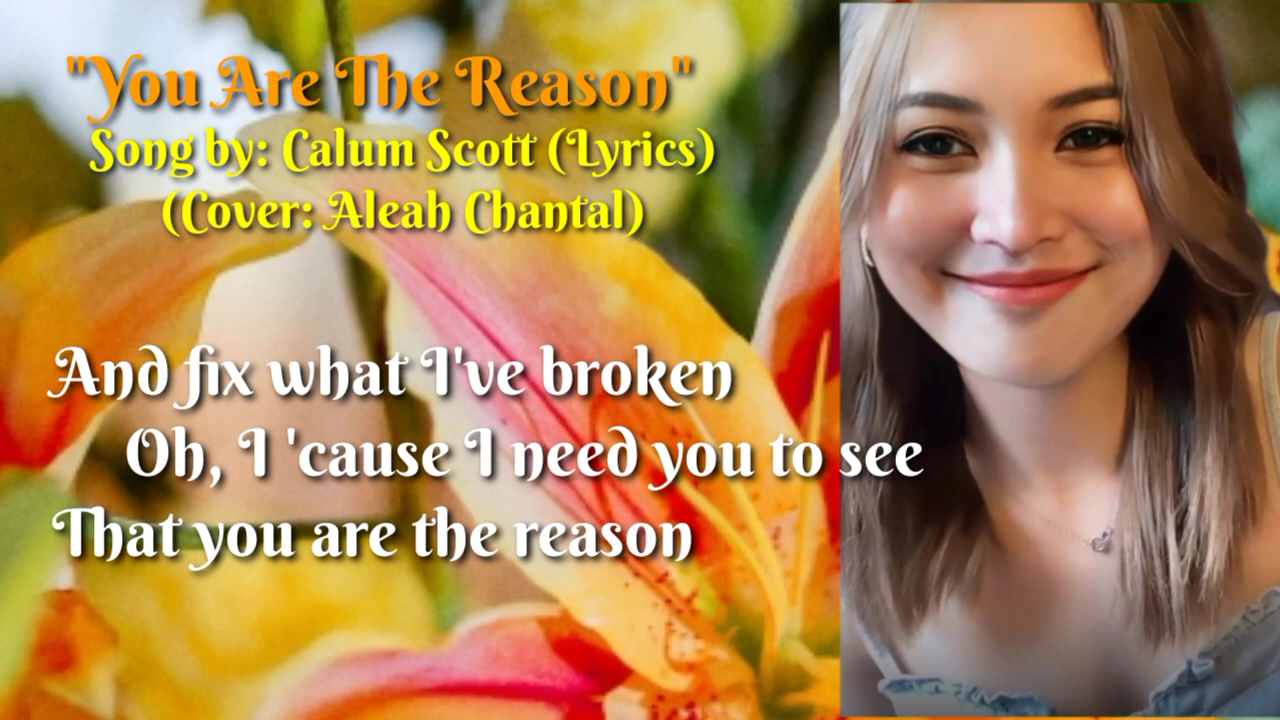 "You Are The Reason"
Song by: Calum Scott (Lyrics)
(Cover: Aleah Chantal)
And fix what I've broken
Oh, I 'cause I need you to see
That you are the reason